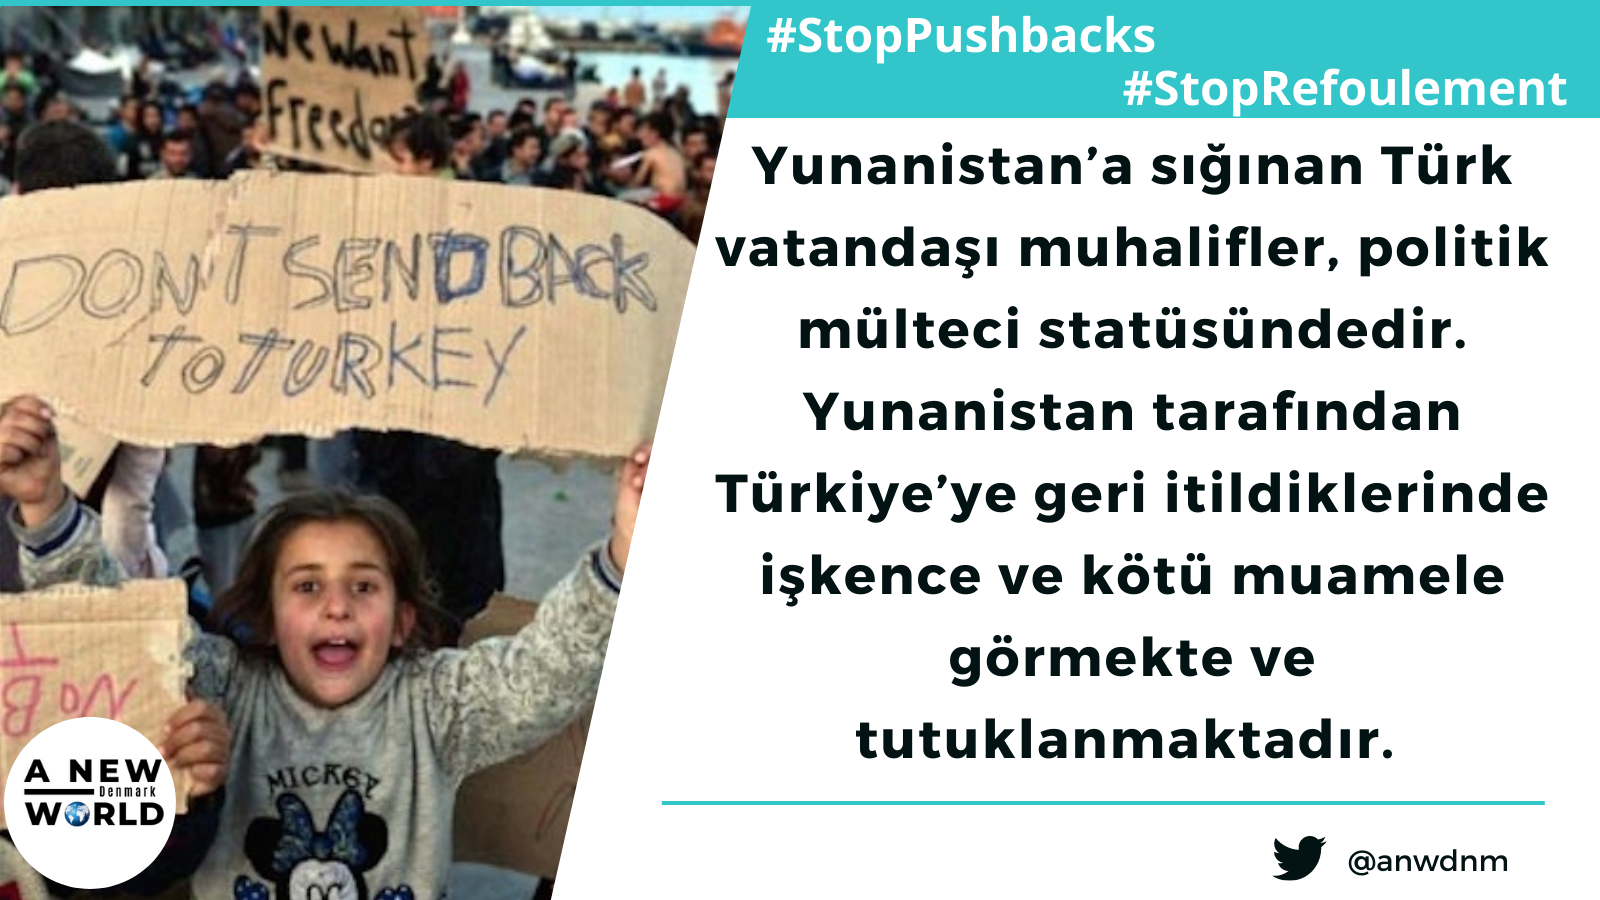 #StopPushbacks
#StopRefoulement
We Want
Freedom
DON'T SEND BACK
TO TURKEY
Yunanistan’a sığınan Türk
vatandaşı muhalifler, politik
mülteci statüsündedir.
Yunanistan tarafından
Türkiye’ye geri itildiklerinde
işkence ve kötü muamele
görmekte ve
tutuklanmaktadır.
No B
MICKEY
A NEW
Denmark
WORLD
@anwdnm